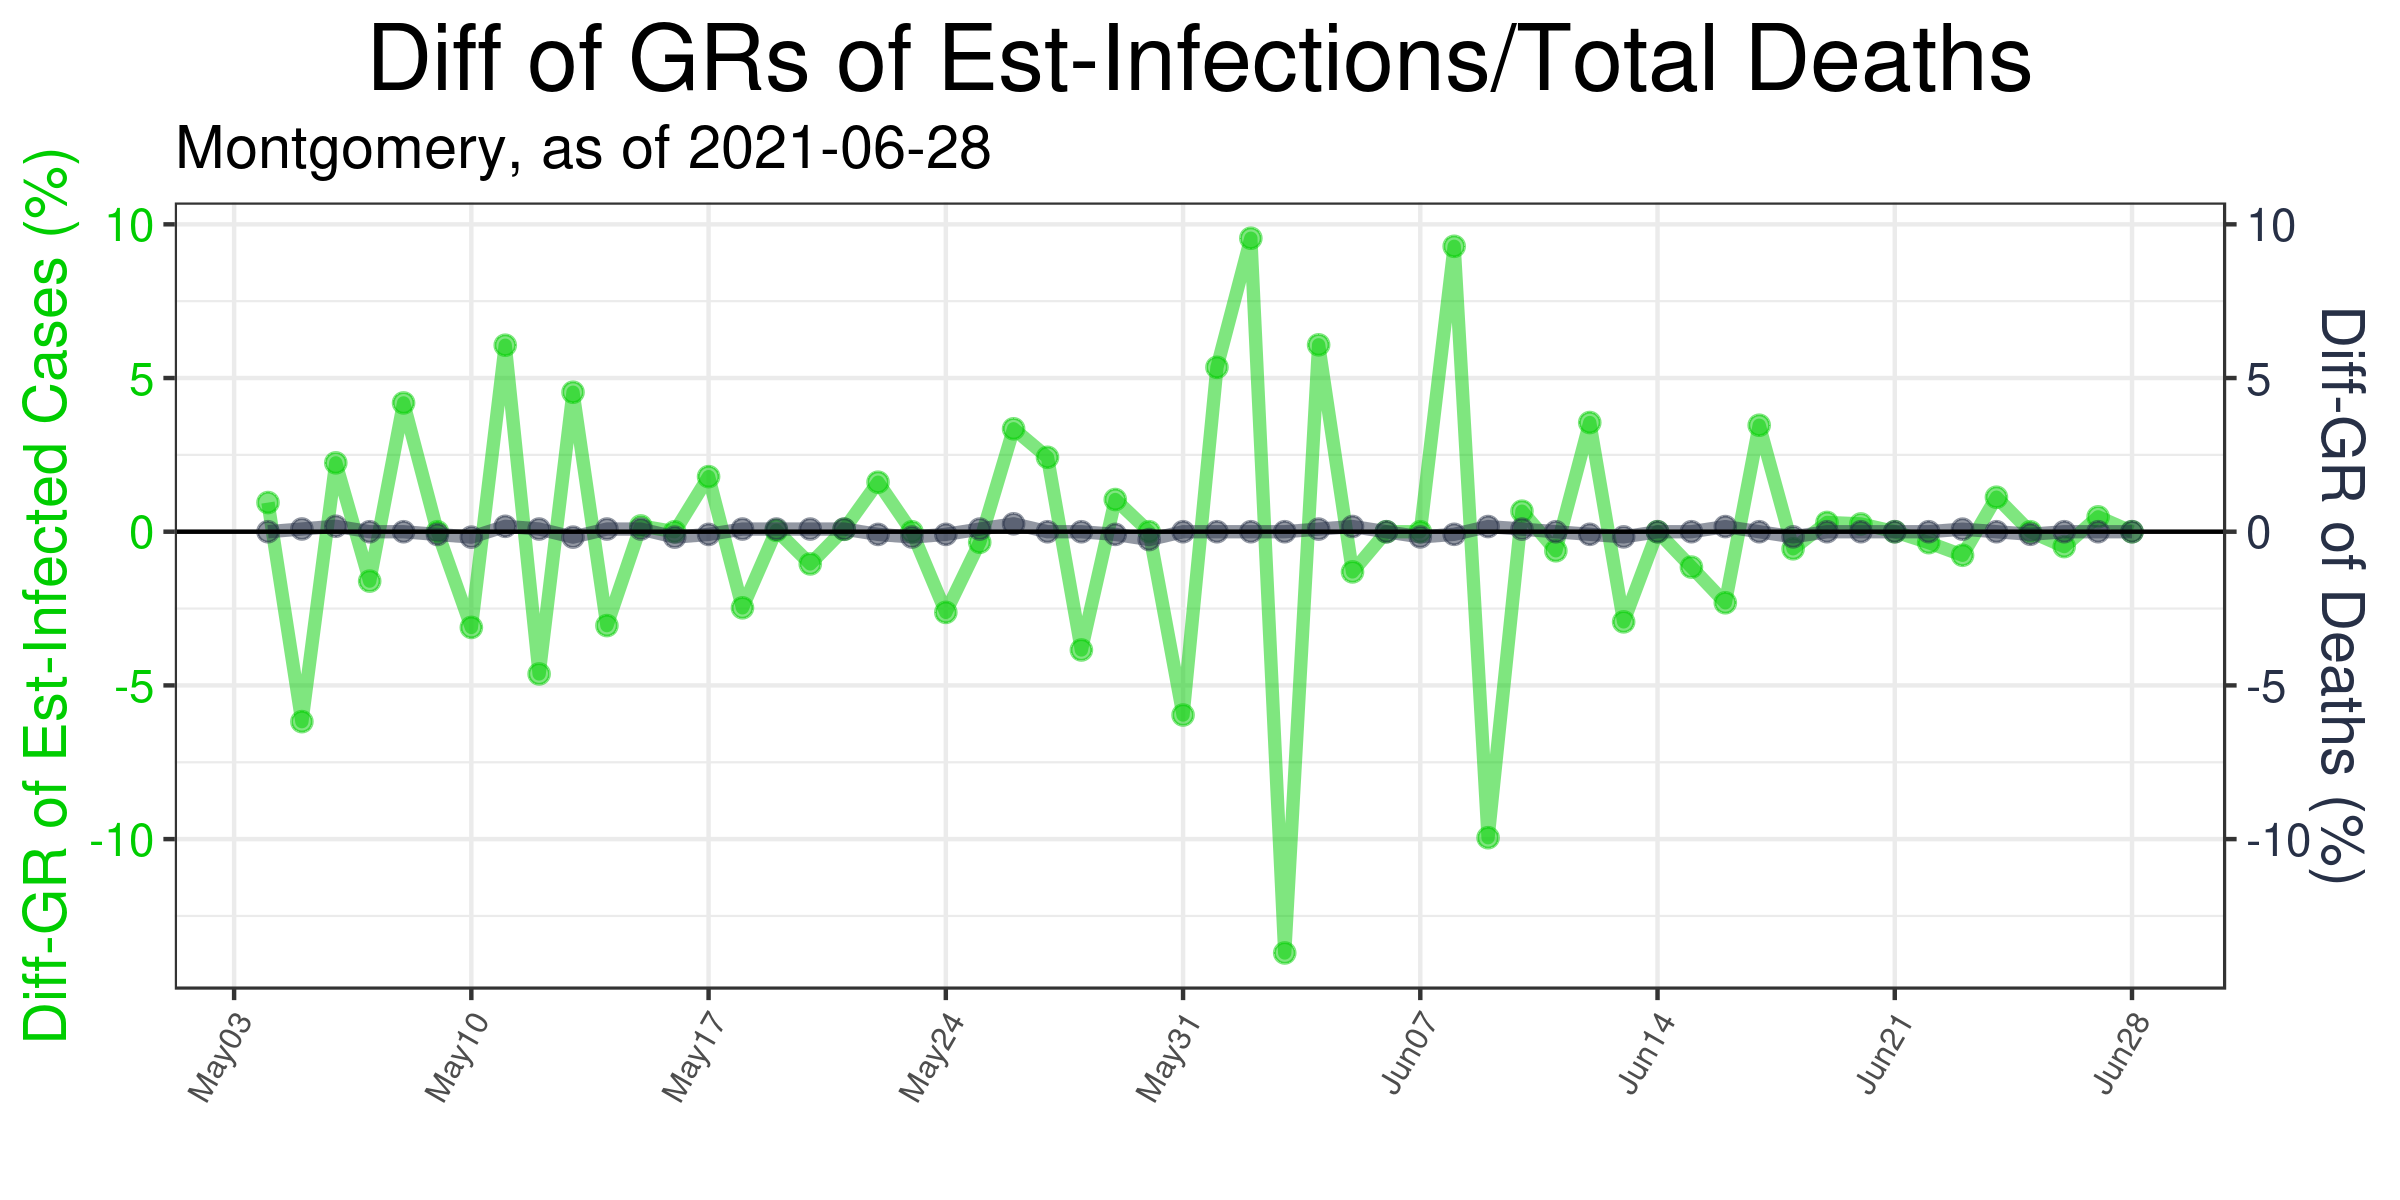 Diff of GRs of Est-Infections/Total Deaths
Montgomery, as of 2021-06-28
Diff-GR of Est-Infected Cases (%)
10
5
0
-5
-10
10
5
0
-5
-10
Diff-GR of Deaths (%)
May03
May10
May17
May24
May31
Jun07
Jun14
Jun21
Jun28